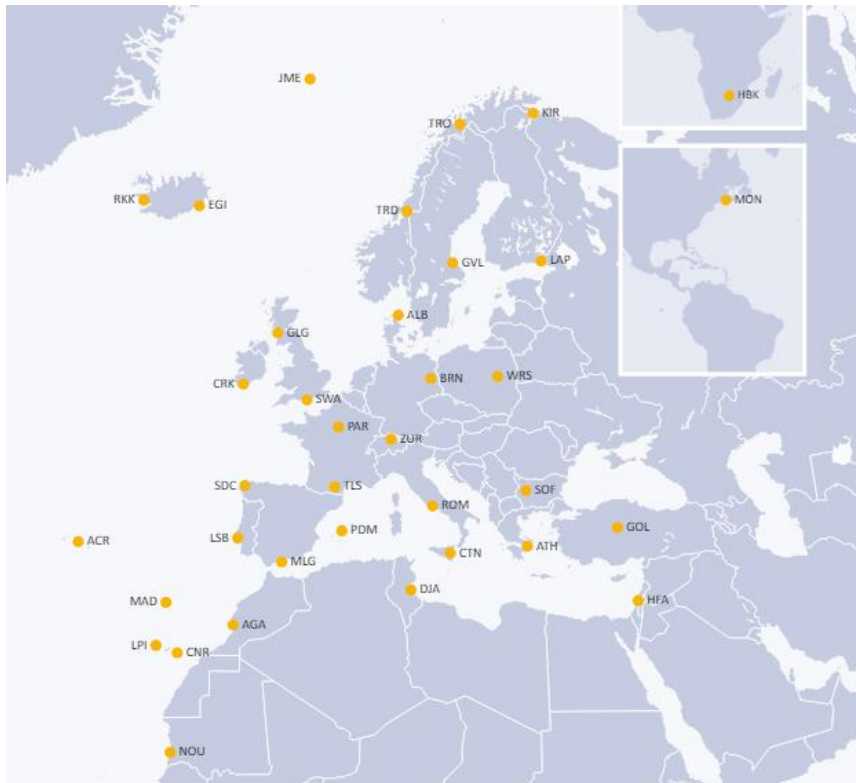 JME
HBK
KIR
TRO
RKK
EGI
MON
TRD
GVL
LAP
ALB
GLG
BRN
WRS
CRK
SWA
PAR
ZUR
SDC
TLS
SOF
ROM
PDM
GOL
ACR
LSB
ATH
CTN
MLG
DJA
MAD
HFA
AGA
LPI
CNR
NOU